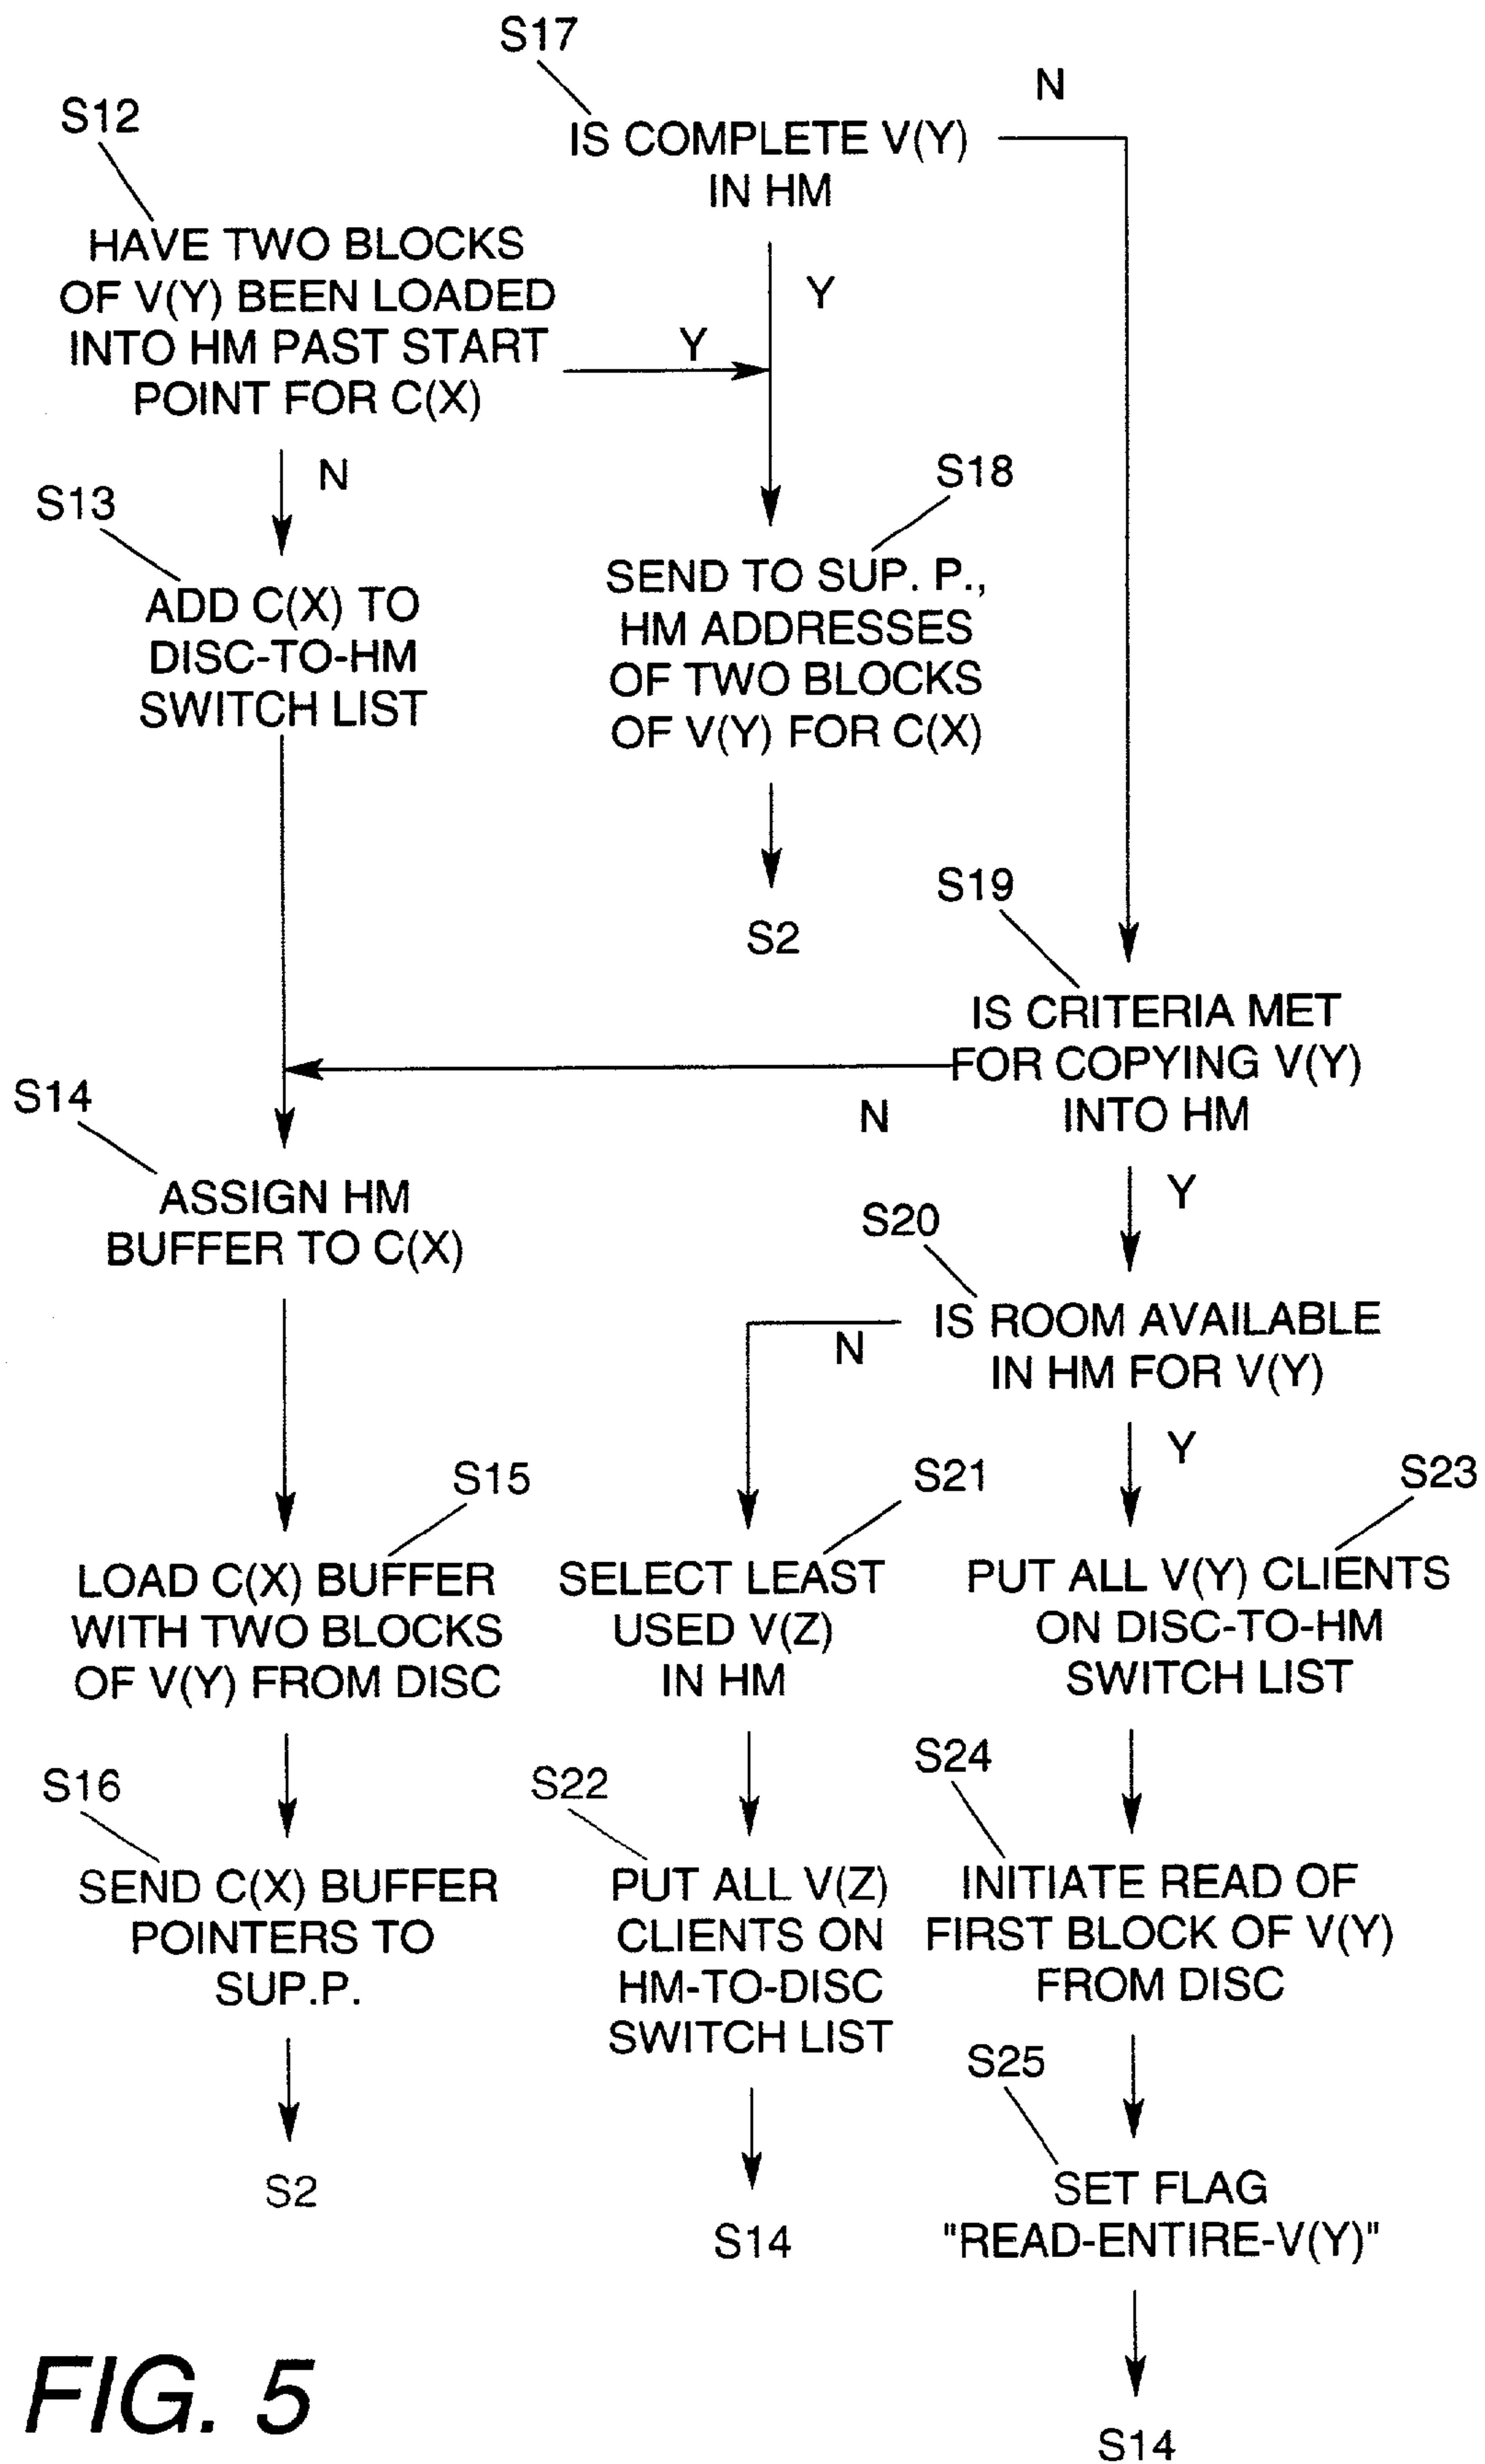 S17
N
IS COMPLETE V(Y)
IN HM
S12
HAVE TWO BLOCKS
OF V(Y) BEEN LOADED
INTO HM PAST START
POINT FOR C(X)
Y
Y
N
S13
ADD C(X) TO
DISC-TO-HM
SWITCH LIST
S18
SEND TO SUP. P.,
HM ADDRESSES
OF TWO BLOCKS
OF V(Y) FOR C(X)
S2
S19
IS CRITERIA MET
FOR COPYING V(Y)
INTO HM
N
Y
S14
ASSIGN HM
BUFFER TO C(X)
S20
IS ROOM AVAILABLE
IN HM FOR V(Y)
N
Y
S15
LOAD C(X) BUFFER
WITH TWO BLOCKS
OF V(Y) FROM DISC
S21
SELECT LEAST
USED V(Z)
IN HM
S23
PUT ALL V(Y) CLIENTS
ON DISC-TO-HM
SWITCH LIST
S16
SEND C(X) BUFFER
POINTERS TO
SUP.P.
S2
S22
PUT ALL V(Z)
CLIENTS ON
HM-TO-DISC
SWITCH LIST
S14
S24
INITIATE READ OF
FIRST BLOCK OF V(Y)
FROM DISC
S25
SET FLAG
"READ-ENTIRE-V(Y)"
S14
FIG. 5